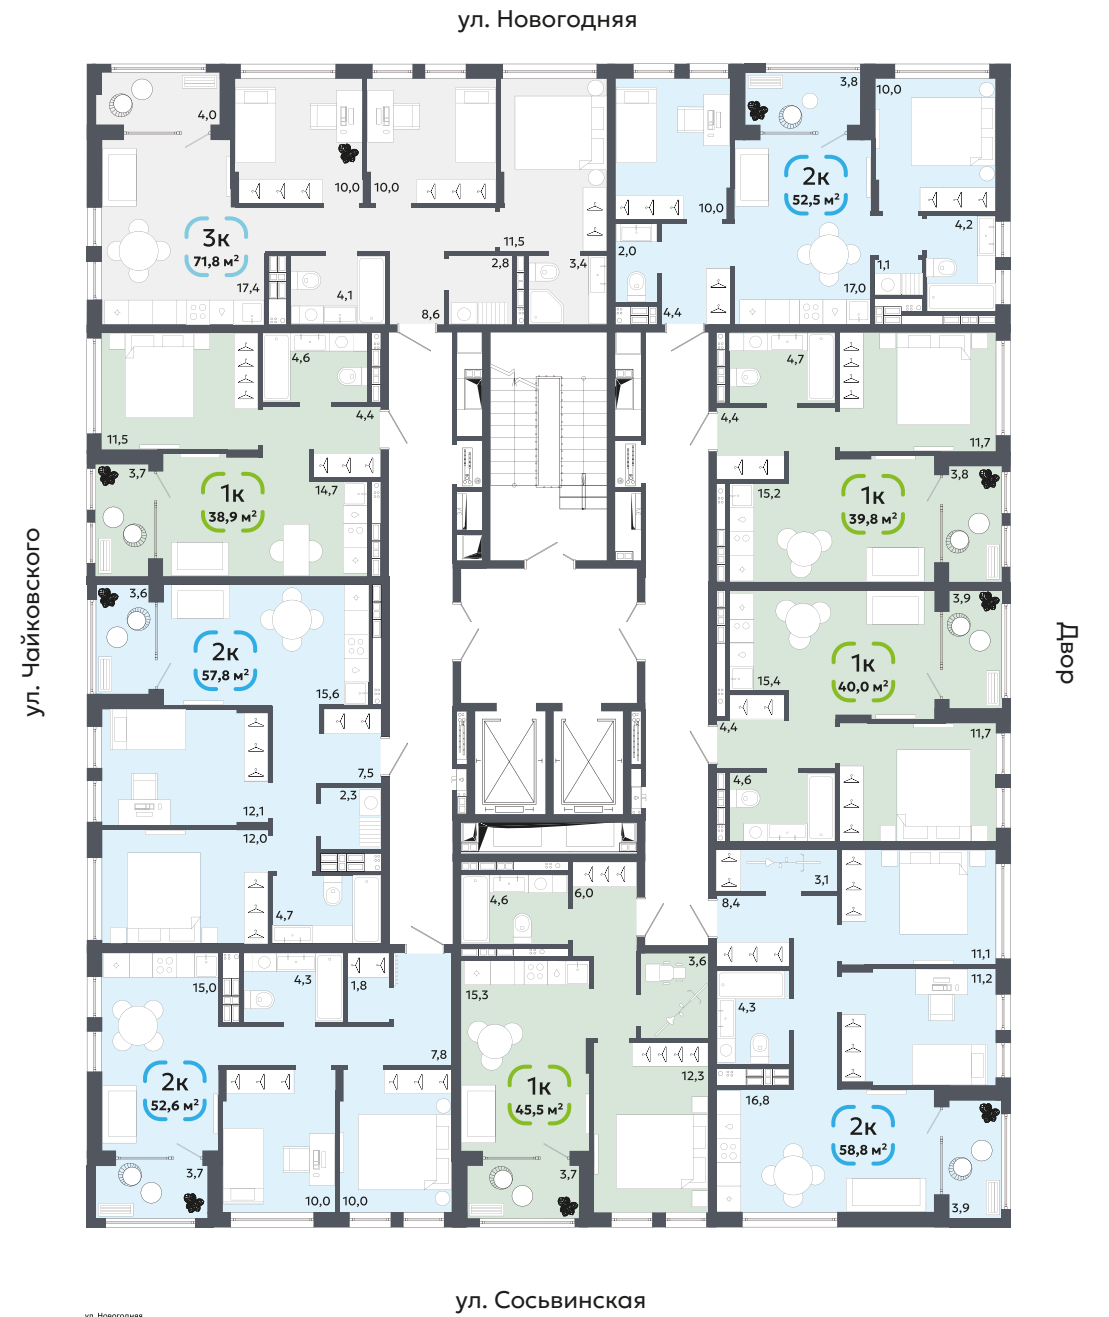 ул. Новогодняя
4,0
10,0
10,0
11,5
3к
71,8 м²
17,4
4,1
8,6
2,8
3,4
3,8
10,0
10,0
2к
52,5 м²
2,0
4,4
17,0
1,1
4,2
4,6
4,4
11,5
3,7
14,7
1к
38,9 м²
4,7
4,4
11,7
15,2
3,8
1к
39,8 м²
ул. Чайковского
Двор
3,6
2к
57,8 м²
15,6
7,5
12,1
2,3
12,0
4,7
3,9
1к
40,0 м²
15,4
4,4
11,7
4,6
3,1
8,4
11,1
11,2
4,3
16,8
2к
58,8 м²
3,9
4,6
6,0
3,6
15,3
12,3
1к
45,5 м²
3,7
15,0
4,3
1,8
7,8
2к
52,6 м²
3,7
10,0
10,0
ул. Сосьвинская
ул. Новогодняя